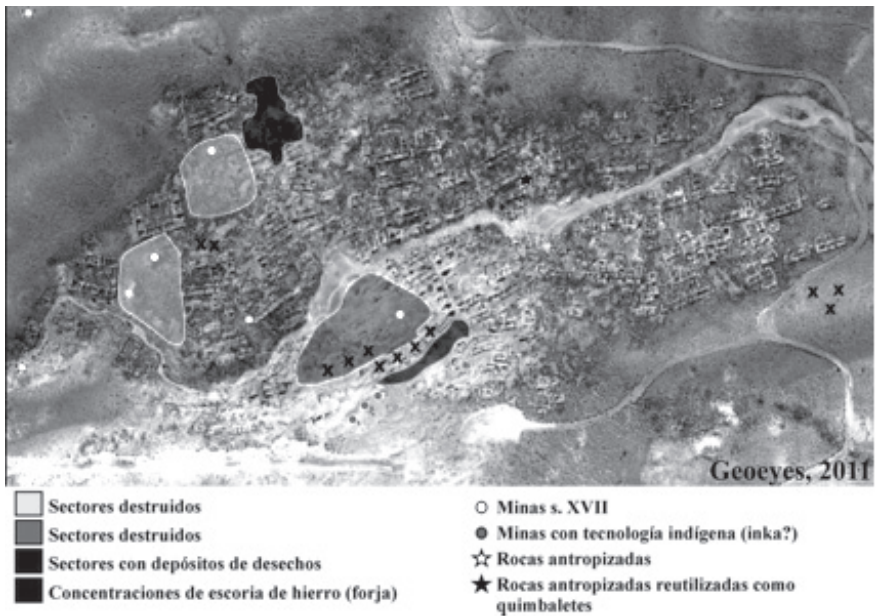 X X
X X
X
X X X X X X X
Geoeyes, 2011
Sectores destruidos
Sectores destruidos
Sectores con depósitos de desechos
Concentraciones de escoria de hierro (forja)
Minas s. XVII
Minas con tecnología indígena (inka?)
Rocas antropizadas
Rocas antropizadas reutilizadas como
quimbaletes